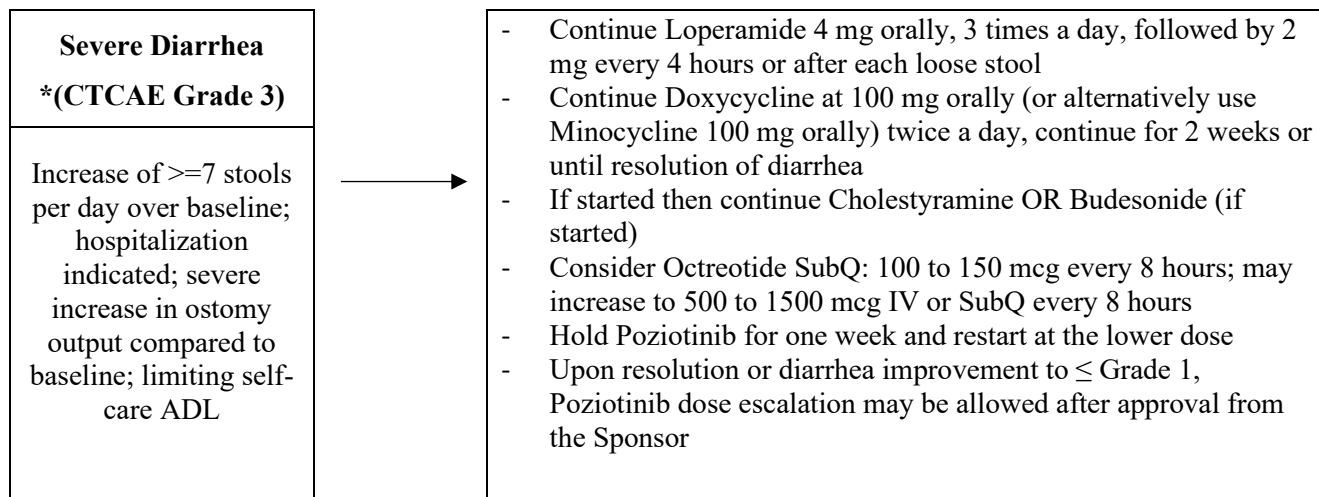 Severe Diarrhea
*(CTCAE Grade 3)
Increase of >=7 stools
per day over baseline;
hospitalization
indicated; severe
increase in ostomy
output compared to
baseline; limiting self-
care ADL
- Continue Loperamide 4 mg orally, 3 times a day, followed by 2
mg every 4 hours or after each loose stool
- Continue Doxycycline at 100 mg orally (or alternatively use
Minocycline 100 mg orally) twice a day, continue for 2 weeks or
until resolution of diarrhea
- If started then continue Cholestyramine OR Budesonide (if
started)
- Consider Octreotide SubQ: 100 to 150 mcg every 8 hours; may
increase to 500 to 1500 mcg IV or SubQ every 8 hours
- Hold Poziotinib for one week and restart at the lower dose
- Upon resolution or diarrhea improvement to ≤ Grade 1,
Poziotinib dose escalation may be allowed after approval from
the Sponsor